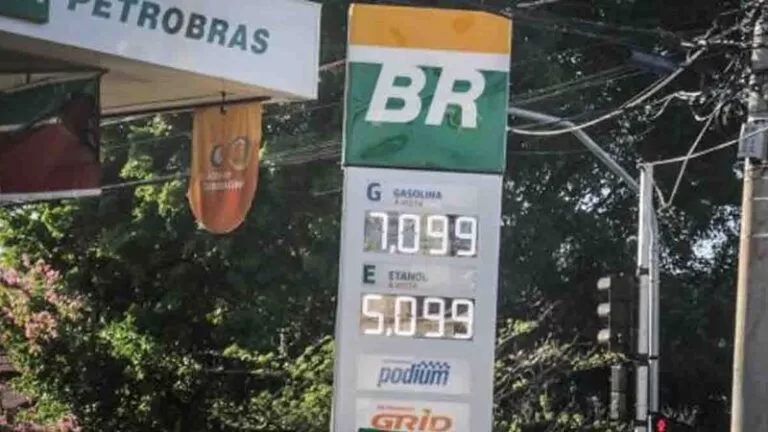 PETROBRAS
BR
G GASOLINA
À VISTA
7,099
E ETANOL
À VISTA
5,099
podium
GRID